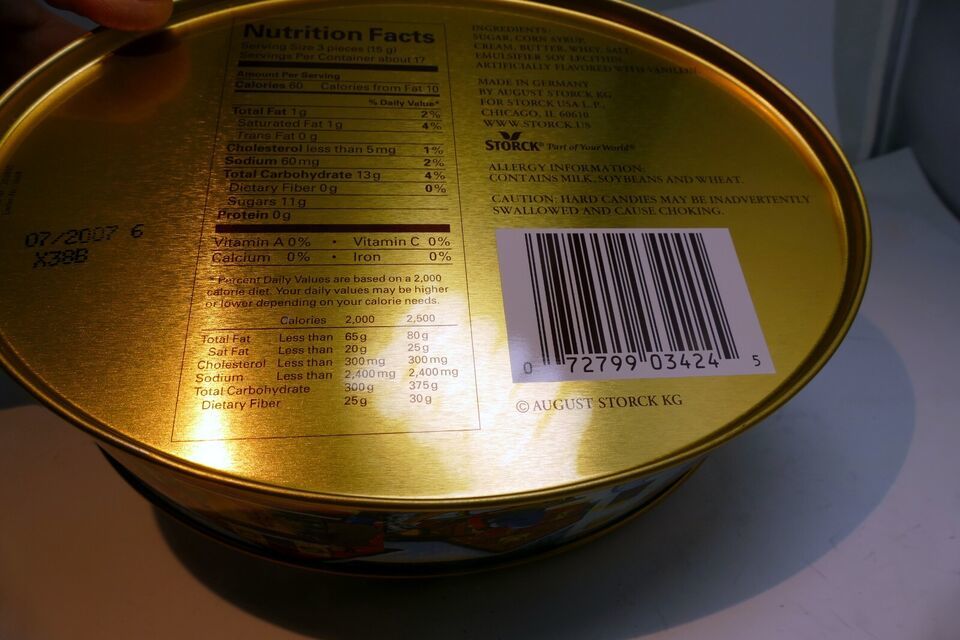 07/2007 6
X38B
Nutrition Facts
Serving Size 3 pieces (15 g)
Servings Per Container about 17
Amount Per Serving
Calories 60 Calories from Fat 10
% Daily Value*
Total Fat 1g 2%
Saturated Fat 1g 4%
Trans Fat 0 g
Cholesterol less than 5mg 1%
Sodium 60mg 2%
Total Carbohydrate 13g 4%
Dietary Fiber 0g 0%
Sugars 11g
Protein 0g
Vitamin A 0% • Vitamin C 0%
Calcium 0% • Iron 0%
* Percent Daily Values are based on a 2,000
calorie diet. Your daily values may be higher
or lower depending on your calorie needs.
Calories 2,000 2,500
Total Fat Less than 65g 80g
Sat Fat Less than 20g 25g
Cholesterol Less than 300mg 300mg
Sodium Less than 2,400mg 2,400mg
Total Carbohydrate 300g 375g
Dietary Fiber 25g 30g
INGREDIENTS:
SUGAR, CORN SYRUP,
CREAM, BUTTER, WHEY, SALT,
EMULSIFIER SOY LECITHIN,
ARTIFICIALLY FLAVORED WITH VANILLIN.
MADE IN GERMANY
BY AUGUST STORCK KG
FOR STORCK USA L.P.,
CHICAGO, IL 60610
WWW.STORCK.US
STORCK® Part of Your World®
ALLERGY INFORMATION:
CONTAINS MILK, SOYBEANS AND WHEAT.
CAUTION: HARD CANDIES MAY BE INADVERTENTLY
SWALLOWED AND CAUSE CHOKING.
0 72799 03424 5
© AUGUST STORCK KG